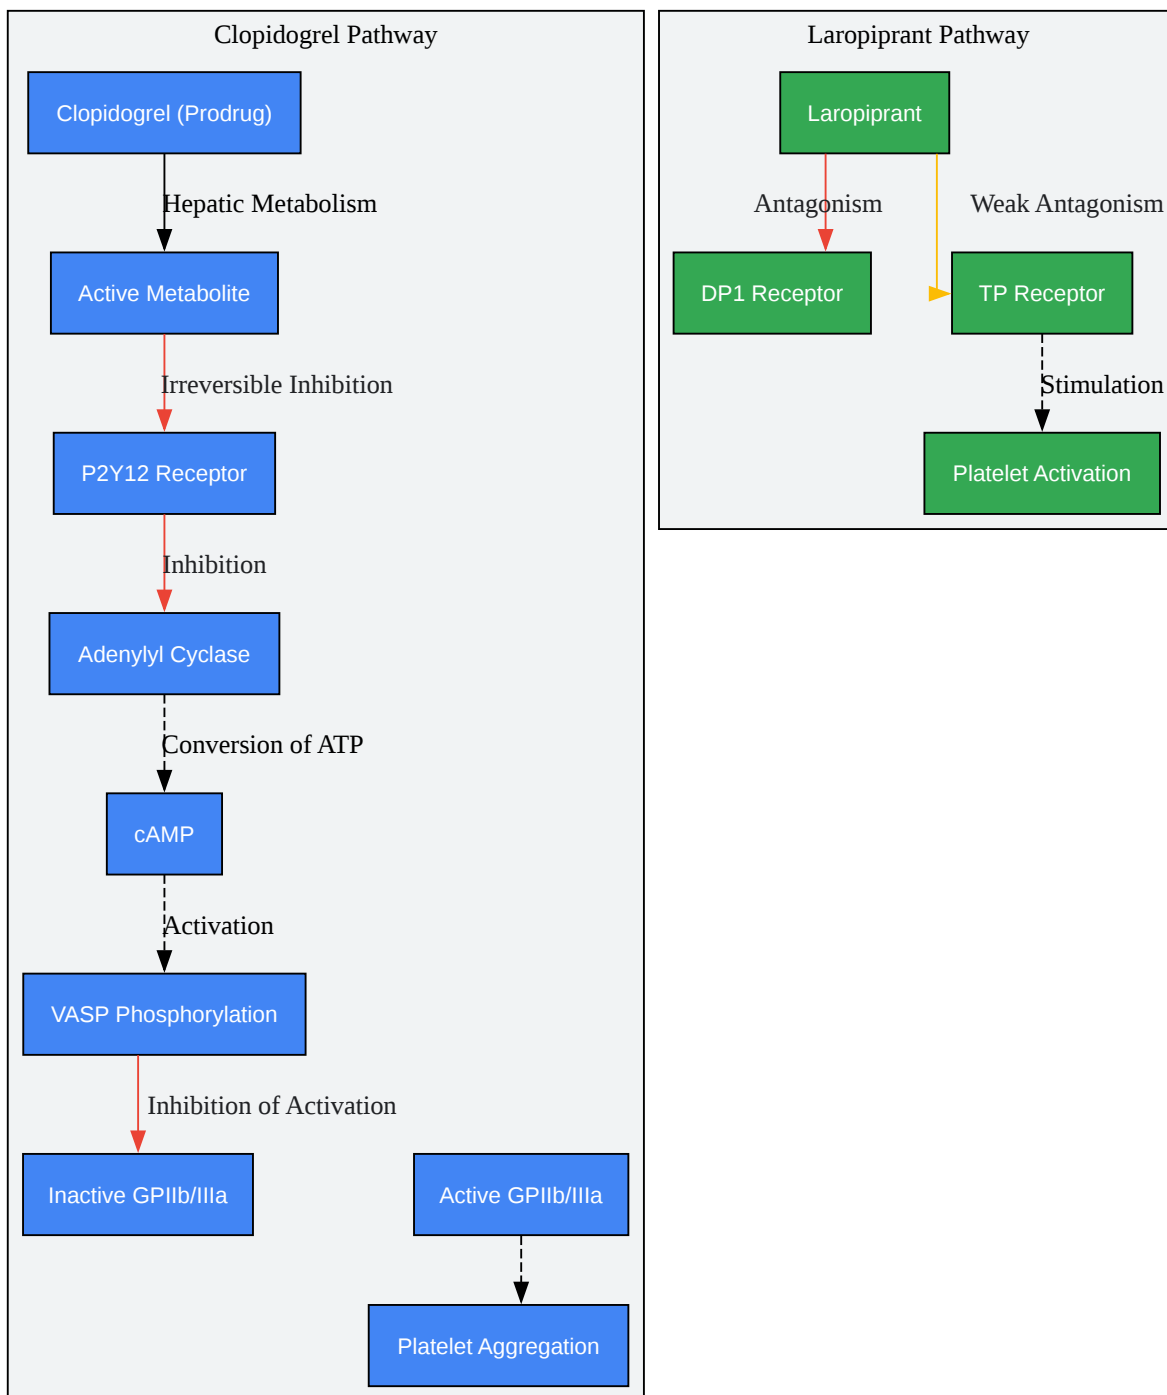 Clopidogrel Pathway
Clopidogrel (Prodrug)
Hepatic Metabolism
Active Metabolite
Irreversible Inhibition
P2Y12 Receptor
Inhibition
Adenylyl Cyclase
Conversion of ATP
cAMP
Activation
VASP Phosphorylation
Inhibition of Activation
Inactive GPIIb/IIIa
Active GPIIb/IIIa
Platelet Aggregation
Laropiprant Pathway
Laropiprant
Antagonism
Weak Antagonism
DP1 Receptor
TP Receptor
Stimulation
Platelet Activation